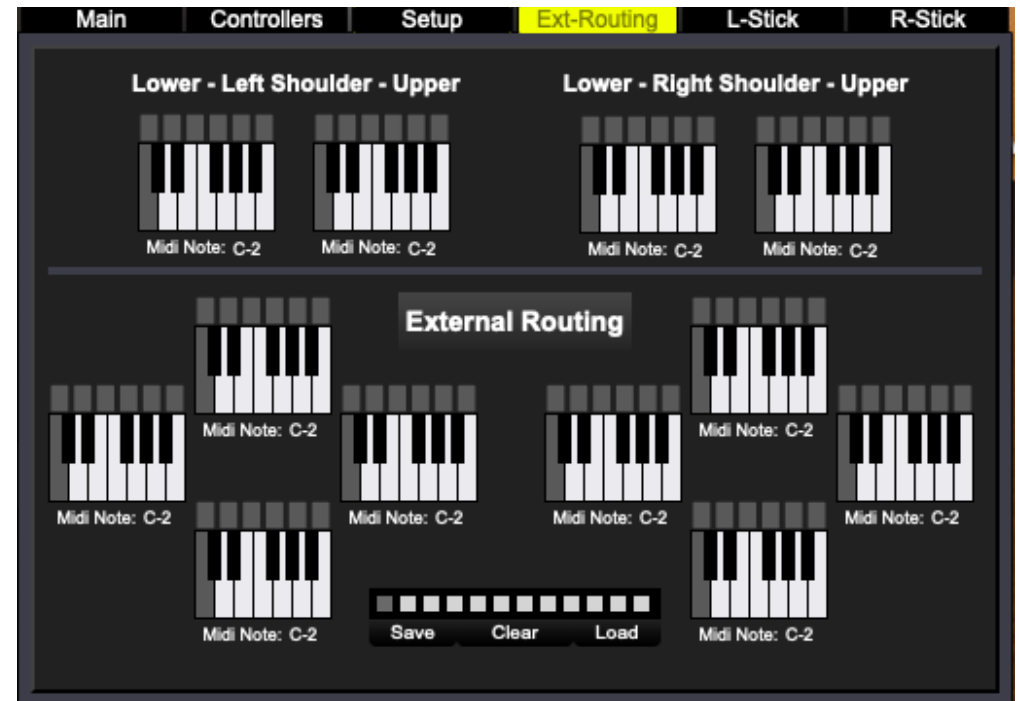 Main Controllers Setup Ext-Routing L-Stick R-Stick
Lower - Left Shoulder - Upper Lower - Right Shoulder - Upper
Midi Note: C-2 Midi Note: C-2 Midi Note: C-2 Midi Note: C-2
External Routing
Midi Note: C-2 Midi Note: C-2
Midi Note: C-2 Midi Note: C-2 Midi Note: C-2 Midi Note: C-2
Save Clear Load
Midi Note: C-2 Midi Note: C-2